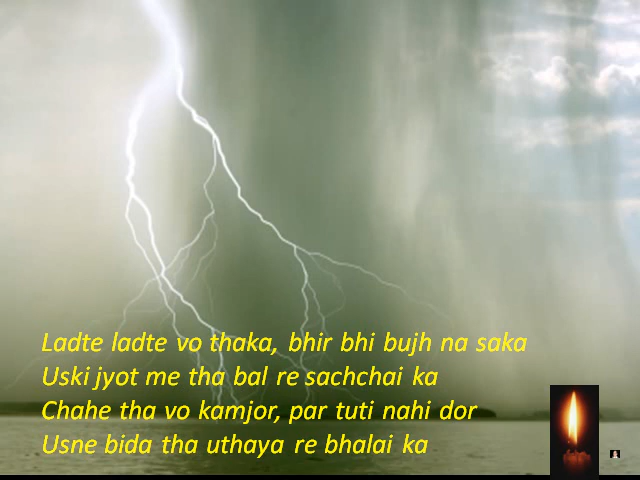 Ladte ladte vo thaka, bhir bhi bujh na saka
Uski jyot me tha bal re sachchai ka
Chahe tha vo kamjor, par tuti nahi dor
Usne bida tha uthaya re bhalai ka